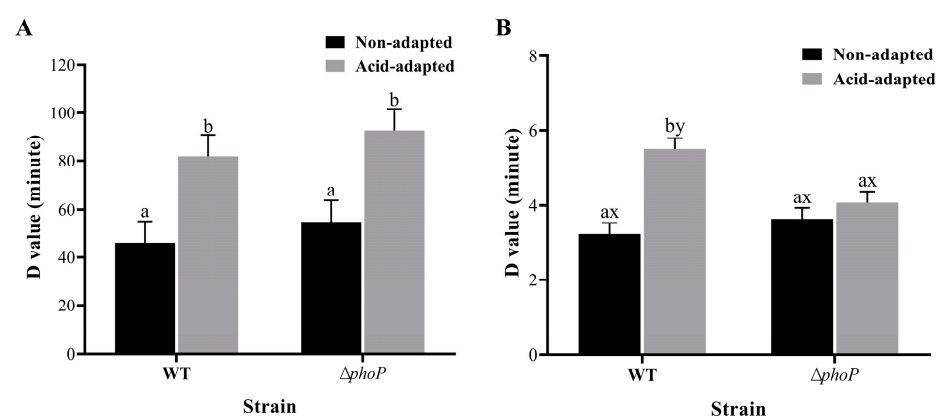 A
Non-adapted
Acid-adapted
D value (minute)
120
100
80
60
40
20
0
a
b
a
b
WT
ΔphoP
Strain
B
Non-adapted
Acid-adapted
D value (minute)
8
6
4
2
0
ax
by
ax
ax
WT
ΔphoP
Strain